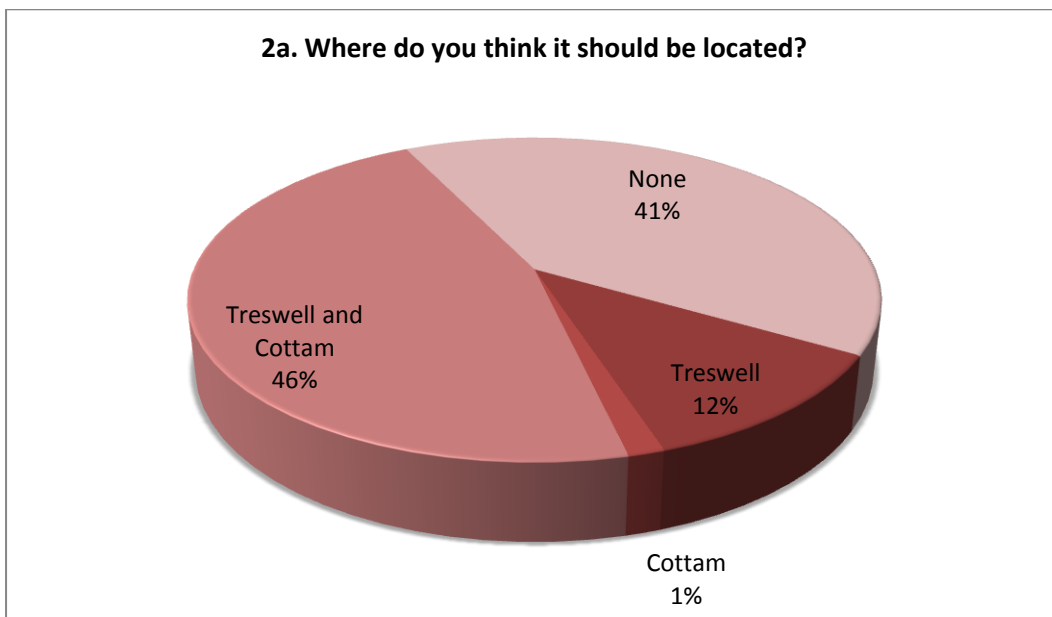 2a. Where do you think it should be located?
None
41%
Treswell and
Cottam
46%
Treswell
12%
Cottam
1%